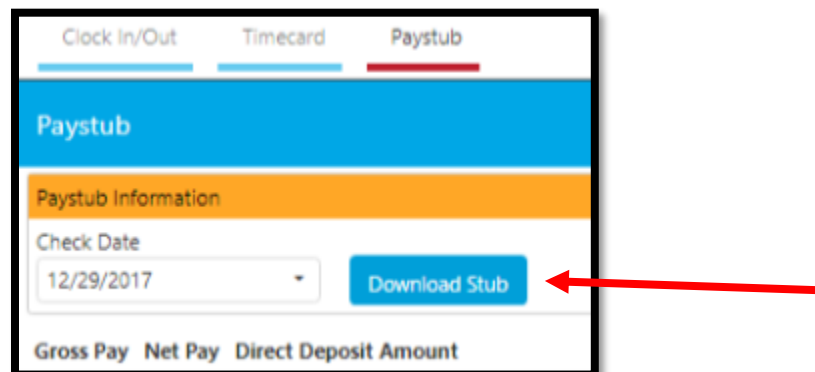 Clock In/Out Timecard Paystub
Paystub
Paystub Information
Check Date
12/29/2017 Download Stub
Gross Pay Net Pay Direct Deposit Amount